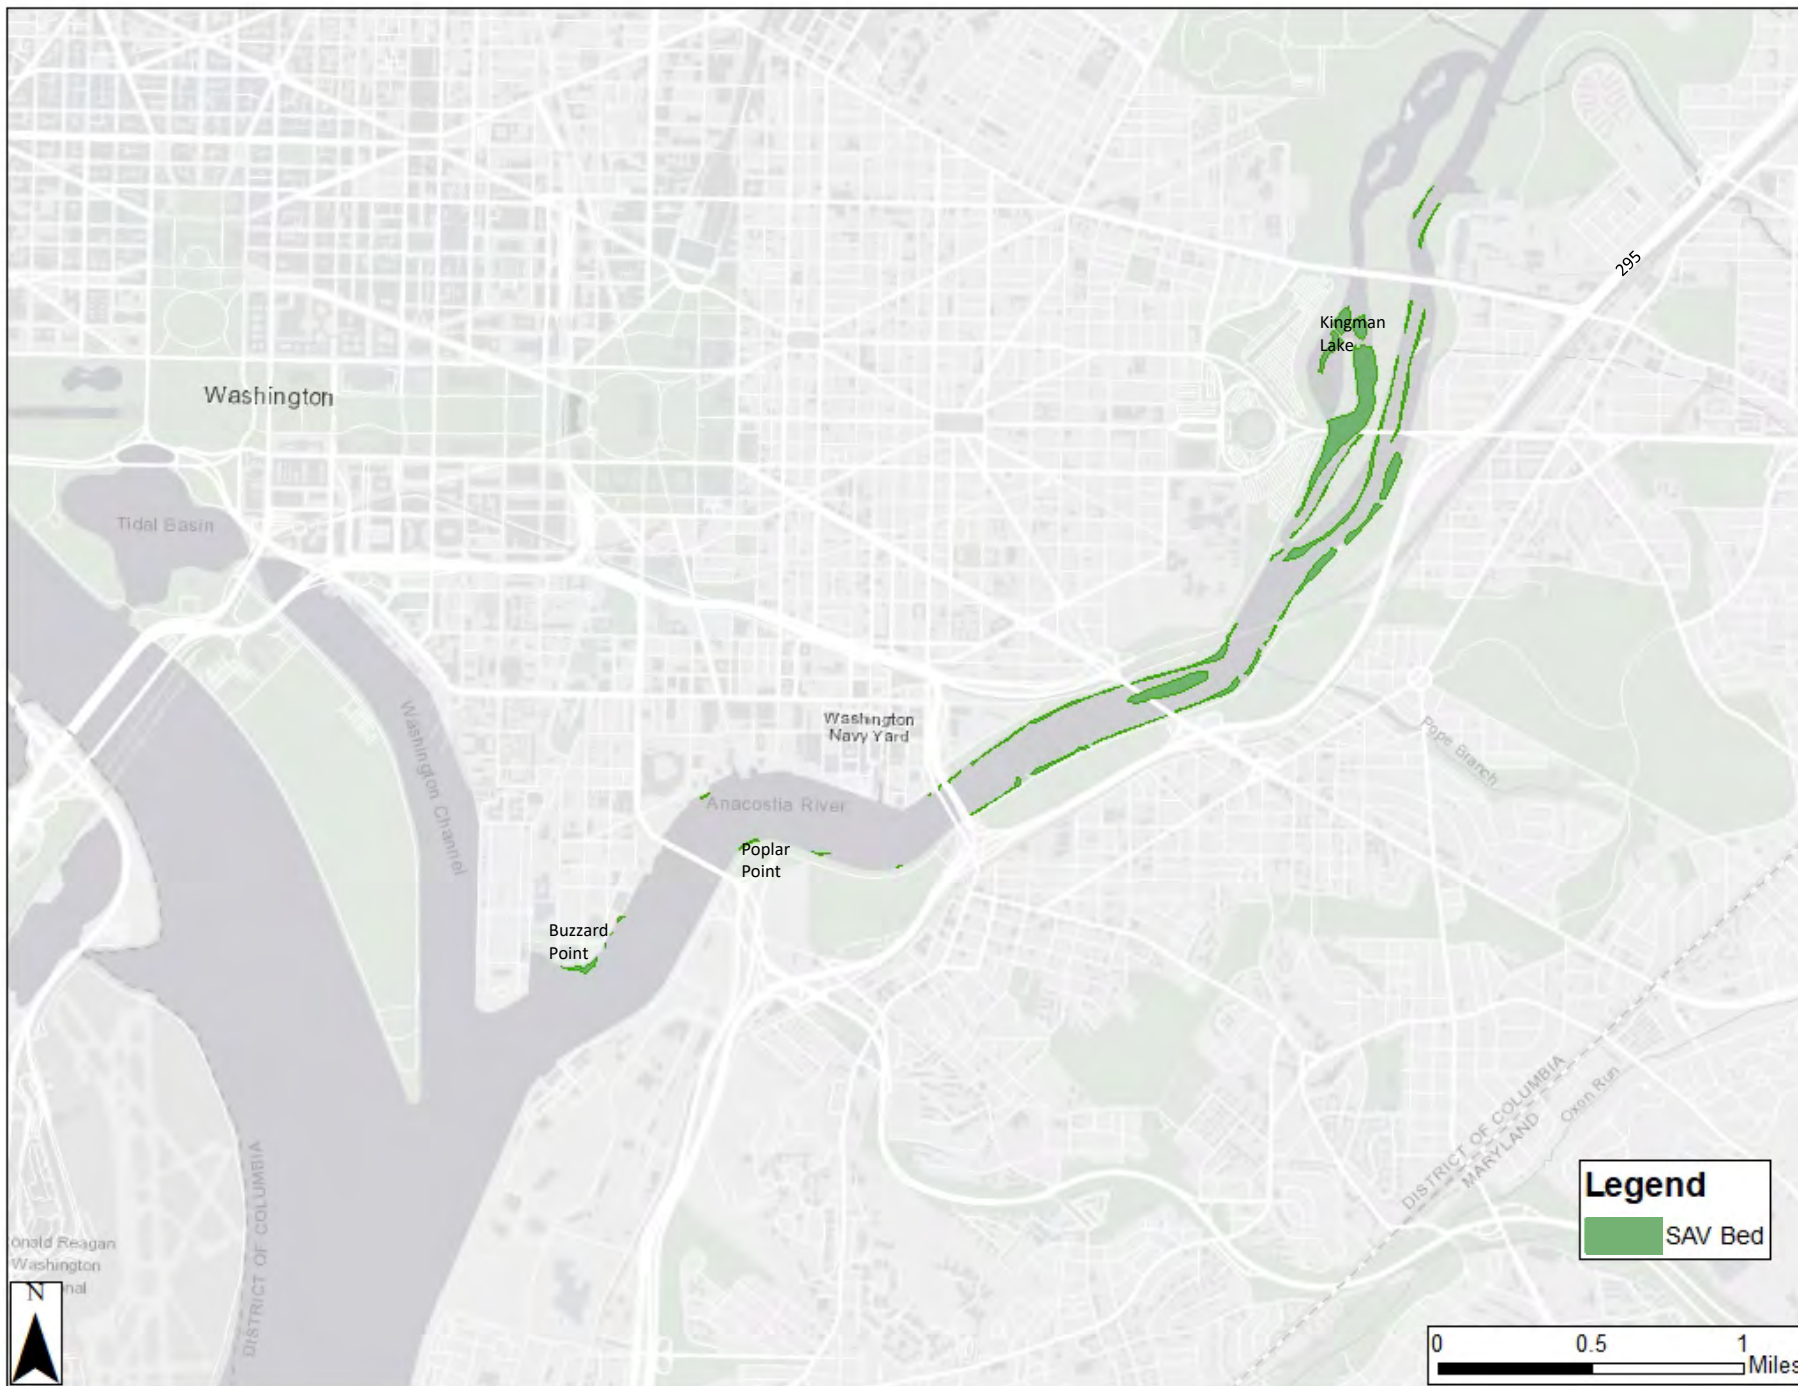 295
Kingman
Lake
Washington
Tidal Basin
Washington Channel
Washington
Navy Yard
Pope Branch
Anacostia River
Poplar
Point
Buzzard
Point
DISTRICT OF COLUMBIA
MARYLAND
Oxon Run
DISTRICT OF COLUMBIA
onald Reagan
Washington
onal
N
Legend
SAV Bed
0 0.5 1
Miles